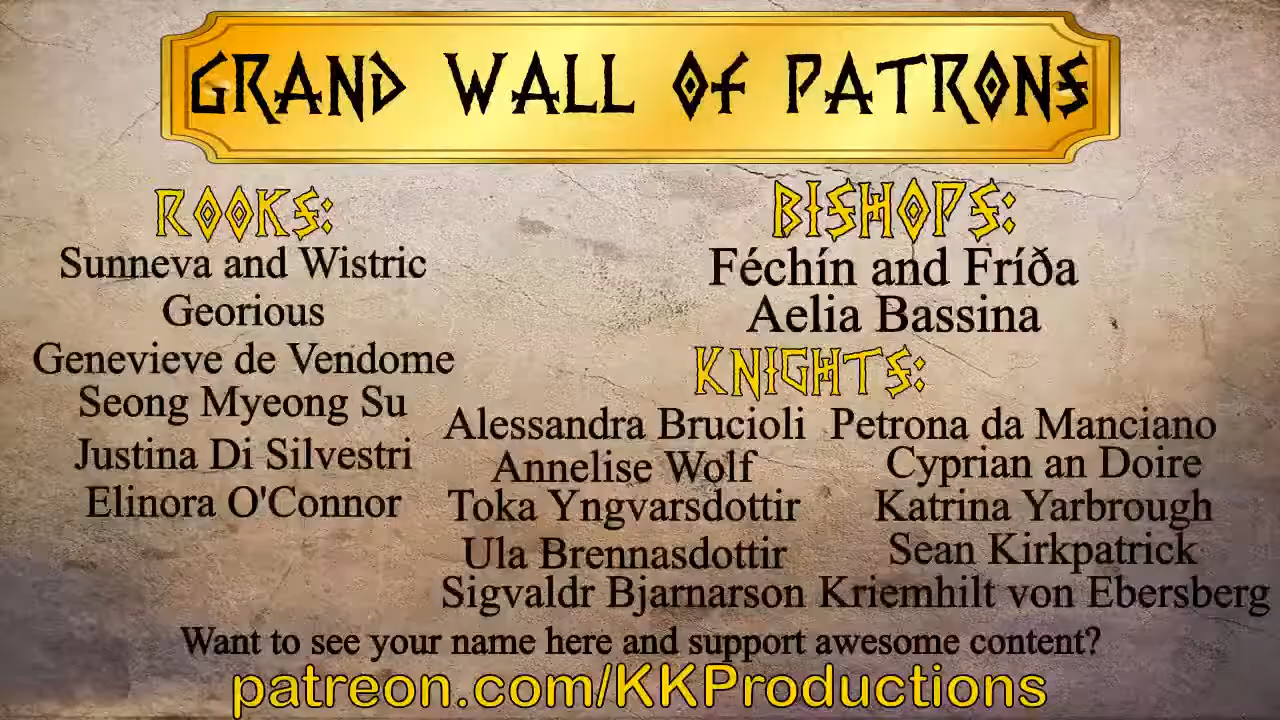 GRAND WALL OF PATRONS
ROOKS:
Sunneva and Wistric
Georious
Genevieve de Vendome
Seong Myeong Su
Justina Di Silvestri
Elinora O'Connor
BISHOPS:
Féchín and Fríða
Aelia Bassina
KNIGHTS:
Alessandra Brucioli
Annelise Wolf
Toka Yngvarsdottir
Ula Brennasdottir
Sigvaldr Bjarnarson
Petrona da Manciano
Cyprian an Doire
Katrina Yarbrough
Sean Kirkpatrick
Kriemhilt von Ebersberg
Want to see your name here and support awesome content?
patreon.com/KKProductions